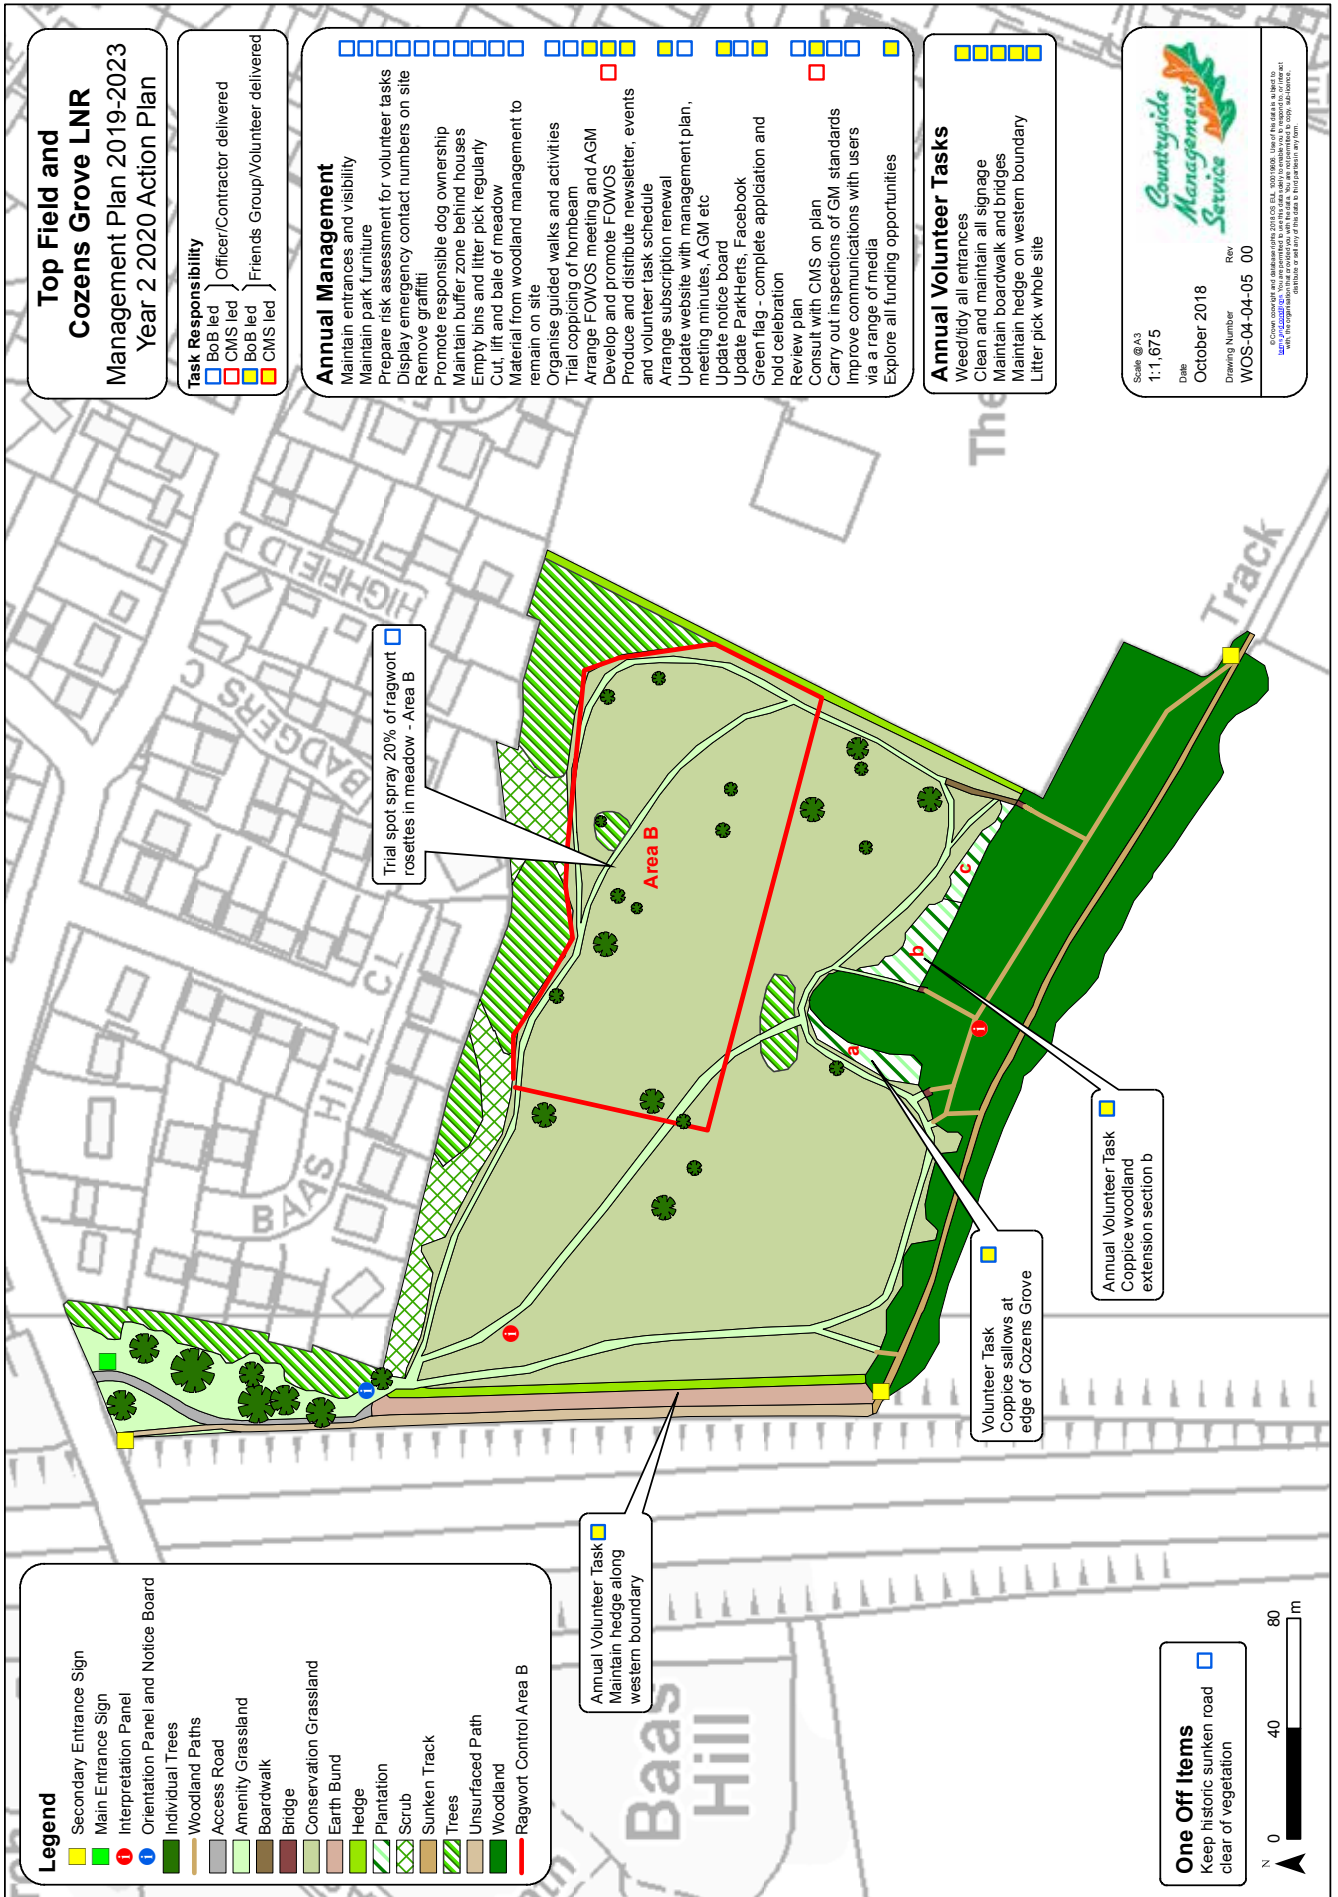 Top Field and
Cozens Grove LNR
Management Plan 2019-2023
Year 2 2020 Action Plan
Task Responsibility
BoB led
CMS led
Officer/Contractor delivered
BoB led
CMS led
Friends Group/Volunteer delivered
Annual Management
Maintain entrances and visibility
Maintain park furniture
Prepare risk assessment for volunteer tasks
Display emergency contact numbers on site
Remove graffitti
Promote responsible dog ownership
Maintain buffer zone behind houses
Empty bins and litter pick regularly
Cut, lift and bale of meadow
Material from woodland management to
remain on site
Organise guided walks and activities
Trial coppicing of hornbeam
Arrange FOWOS meeting and AGM
Develop and promote FOWOS
Produce and distribute newsletter, events
and volunteer task schedule
Arrange subscription renewal
Update website with management plan,
meeting minutes, AGM etc
Update notice board
Update ParkHerts, Facebook
Green flag - complete appliciation and
hold celebration
Review plan
Consult with CMS on plan
Carry out inspections of GM standards
Improve communications with users
via a range of media
Explore all funding opportunities
Annual Volunteer Tasks
Weed/tidy all entrances
Clean and maintain all signage
Maintain boardwalk and bridges
Maintain hedge on western boundary
Litter pick whole site
Countryside
Management
Service
Scale @A3
1:1,675
Date
October 2018
Drawing Number
Rev
WOS-04-04-05 00
Legend
Secondary Entrance Sign
Main Entrance Sign
Interpretation Panel
Orientation Panel and Notice Board
Individual Trees
Woodland Paths
Access Road
Amenity Grassland
Boardwalk
Bridge
Conservation Grassland
Earth Bund
Hedge
Plantation
Scrub
Sunken Track
Trees
Unsurfaced Path
Woodland
Ragwort Control Area B
Trial spot spray 20% of ragwort
rosettes in meadow - Area B
Annual Volunteer Task
Maintain hedge along
western boundary
Volunteer Task
Coppice sallows at
edge of Cozens Grove
Annual Volunteer Task
Coppice woodland
extension section b
Area B
a
b
c
i
i
i
BAAS HILL CL
BADGERS C
HIGHFIELD D
The
Track
Baas
Hill
One Off Items
Keep historic sunken road
clear of vegetation
N
0
40
80
m